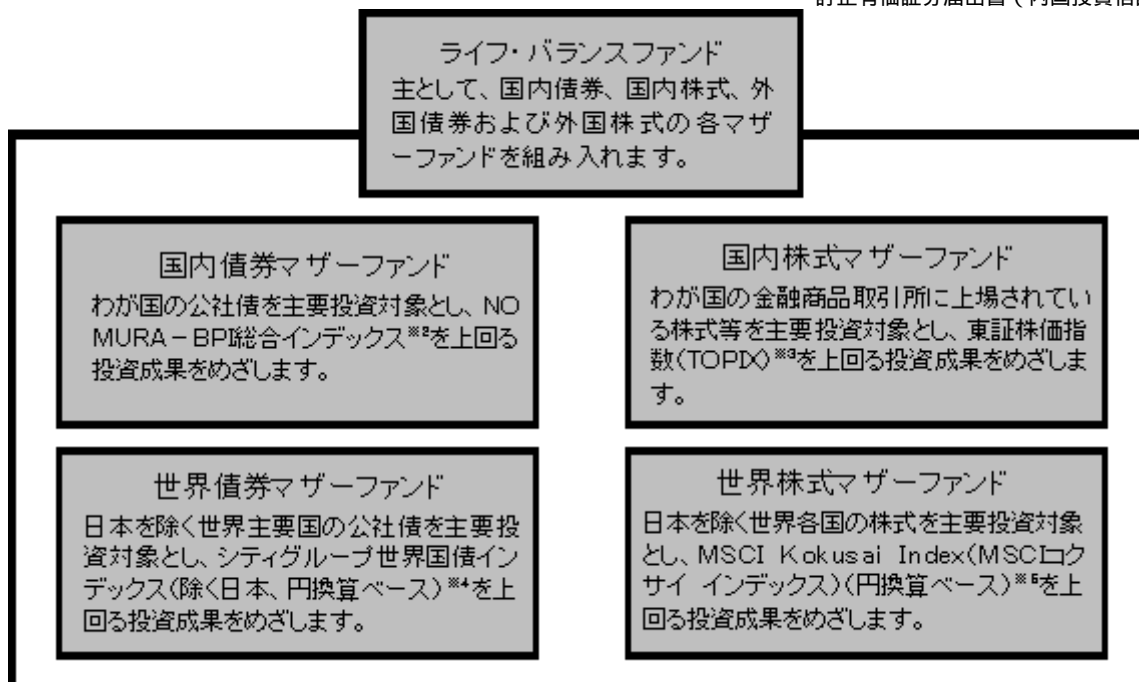 ライフ・バランスファンド
主として、国内債券、国内株式、外
国債券および外国株式の各マザ
ーファンドを組み入れます。
国内債券マザーファンド
わが国の公社債を主要投資対象とし、NO
MURA－BPI総合インデックス※2を上回る
投資成果をめざします。
国内株式マザーファンド
わが国の金融商品取引所に上場されてい
る株式等を主要投資対象とし、東証株価指
数(TOPIX)※3を上回る投資成果をめざしま
す。
世界債券マザーファンド
日本を除く世界主要国の公社債を主要投
資対象とし、シティグループ世界国債イン
デックス(除く日本、円換算ベース)※4を上
回る投資成果をめざします。
世界株式マザーファンド
日本を除く世界各国の株式を主要投資対象
とし、MSCI Kokusai Index(MSCIコク
サイ インデックス)(円換算ベース)※5を上
回る投資成果をめざします。